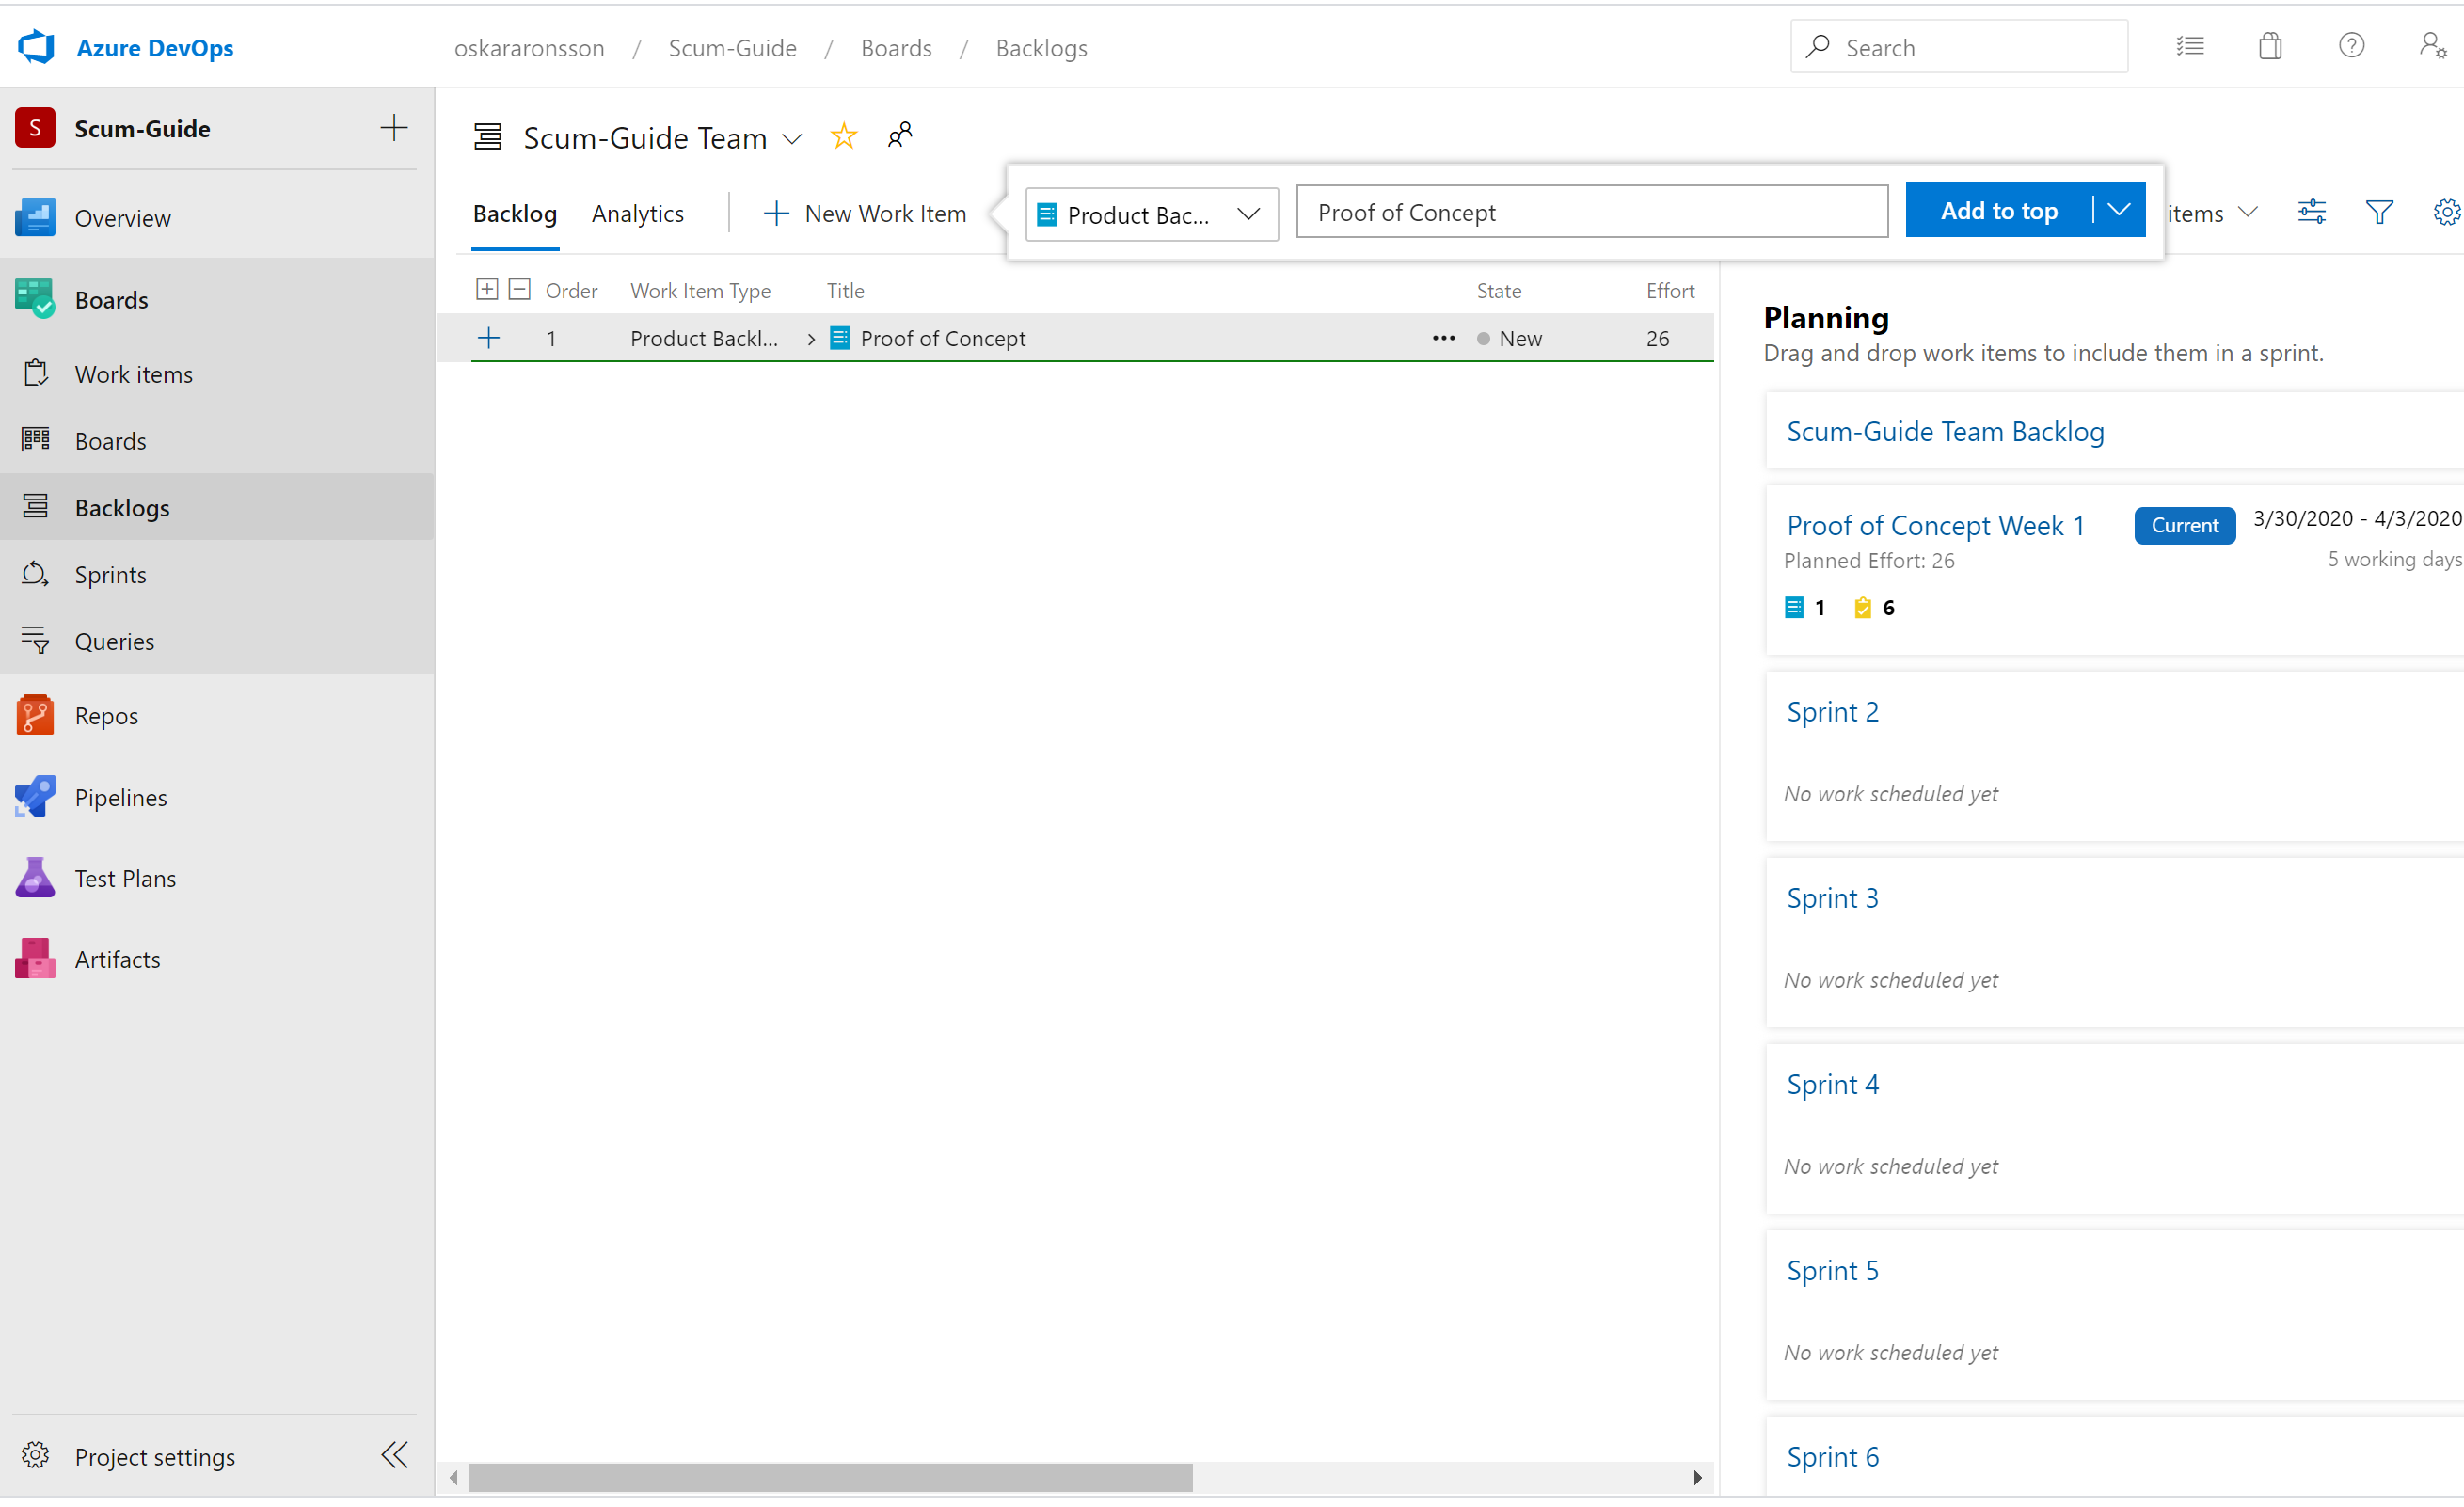 Azure DevOps
oskararonsson / Scum-Guide / Boards / Backlogs
Search
S Scum-Guide
Overview
Boards
Work items
Boards
Backlogs
Sprints
Queries
Repos
Pipelines
Test Plans
Artifacts
Project settings
Scum-Guide Team
Backlog Analytics New Work Item
Product Bac... Proof of Concept Add to top
items
Order Work Item Type Title State Effort
1 Product Backl... Proof of Concept ... New 26
Planning
Drag and drop work items to include them in a sprint.
Scum-Guide Team Backlog
Proof of Concept Week 1 Current 3/30/2020 - 4/3/2020
Planned Effort: 26 5 working days
1 6
Sprint 2
No work scheduled yet
Sprint 3
No work scheduled yet
Sprint 4
No work scheduled yet
Sprint 5
No work scheduled yet
Sprint 6